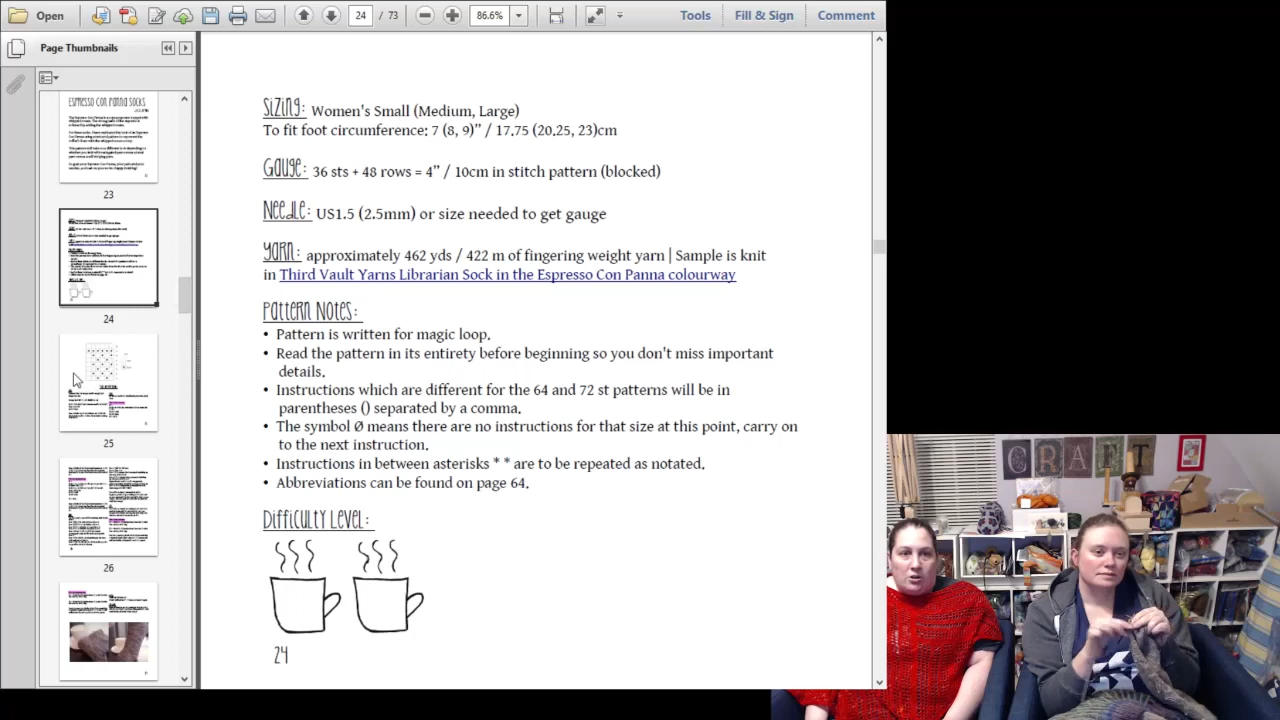 Open
24 / 73
86.6%
Tools
Fill & Sign
Comment
Page Thumbnails
ESPRESSO CON PANNA SOCKS
23
24
25
26
Sizing: Women's Small (Medium, Large)
To fit foot circumference: 7 (8, 9)” / 17.75 (20.25, 23)cm
Gauge: 36 sts + 48 rows = 4” / 10cm in stitch pattern (blocked)
Needle: US1.5 (2.5mm) or size needed to get gauge
Yarn: approximately 462 yds / 422 m of fingering weight yarn | Sample is knit
in Third Vault Yarns Librarian Sock in the Espresso Con Panna colourway
Pattern Notes:
• Pattern is written for magic loop.
• Read the pattern in its entirety before beginning so you don't miss important
details.
• Instructions which are different for the 64 and 72 st patterns will be in
parentheses () separated by a comma.
• The symbol Ø means there are no instructions for that size at this point, carry on
to the next instruction.
• Instructions in between asterisks * * are to be repeated as notated.
• Abbreviations can be found on page 64.
Difficulty Level:
24
CRAFT